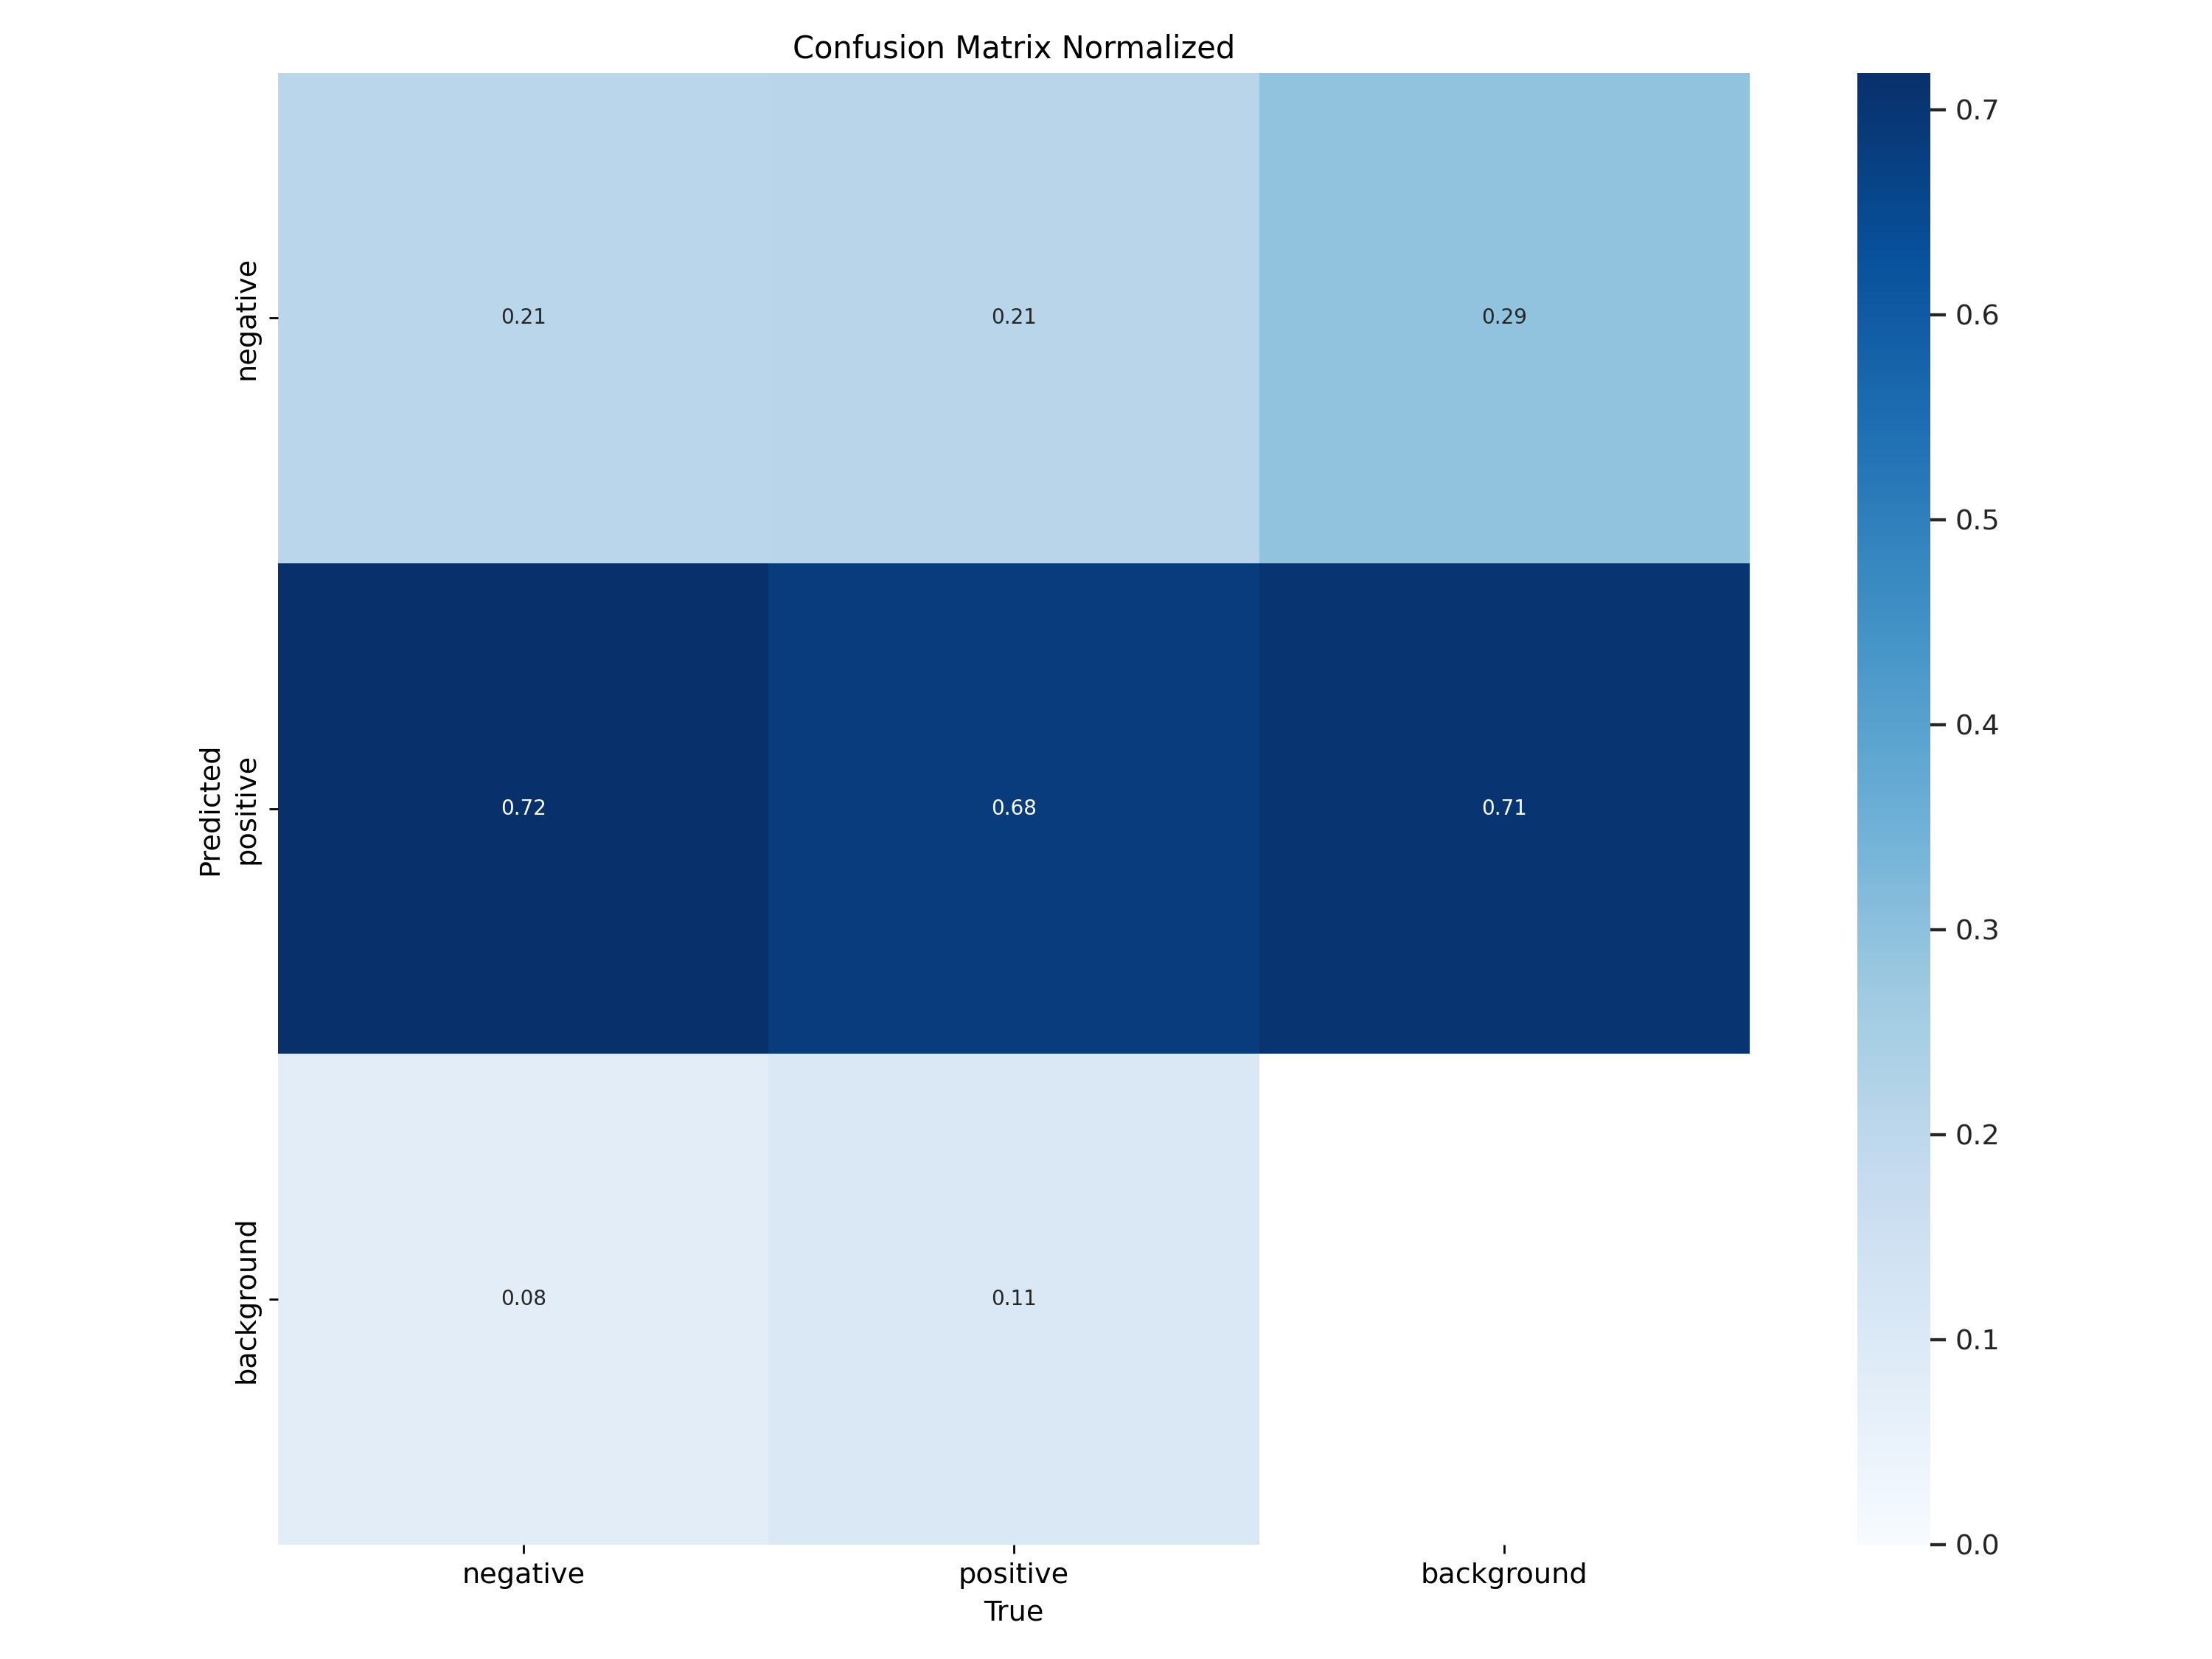 Confusion Matrix Normalized
negative
0.21
0.21
0.29
Predicted
positive
0.72
0.68
0.71
background
0.08
0.11
negative
positive
background
True
0.7
0.6
0.5
0.4
0.3
0.2
0.1
0.0